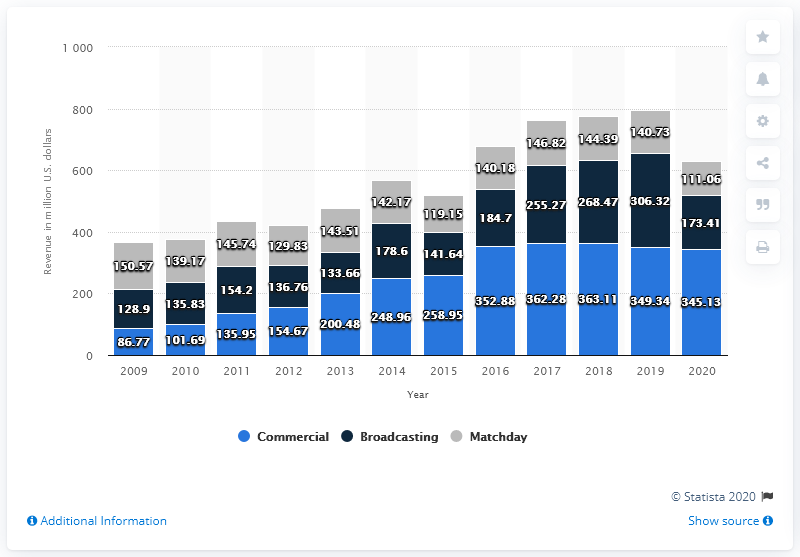 1 000
800
600
400
200
0
Revenue in million U.S. dollars
150.57 139.17 145.74 129.83 143.51 142.17 119.15 140.18 146.82 144.39 140.73 111.06
128.9 135.83 154.2 136.76 133.66 178.6 141.64 184.7 255.27 268.47 306.32 173.41
86.77 101.69 135.95 154.67 200.48 248.96 258.95 352.88 362.28 363.11 349.34 345.13
2009 2010 2011 2012 2013 2014 2015 2016 2017 2018 2019 2020
Year
Commercial Broadcasting Matchday
© Statista 2020
Additional Information
Show source